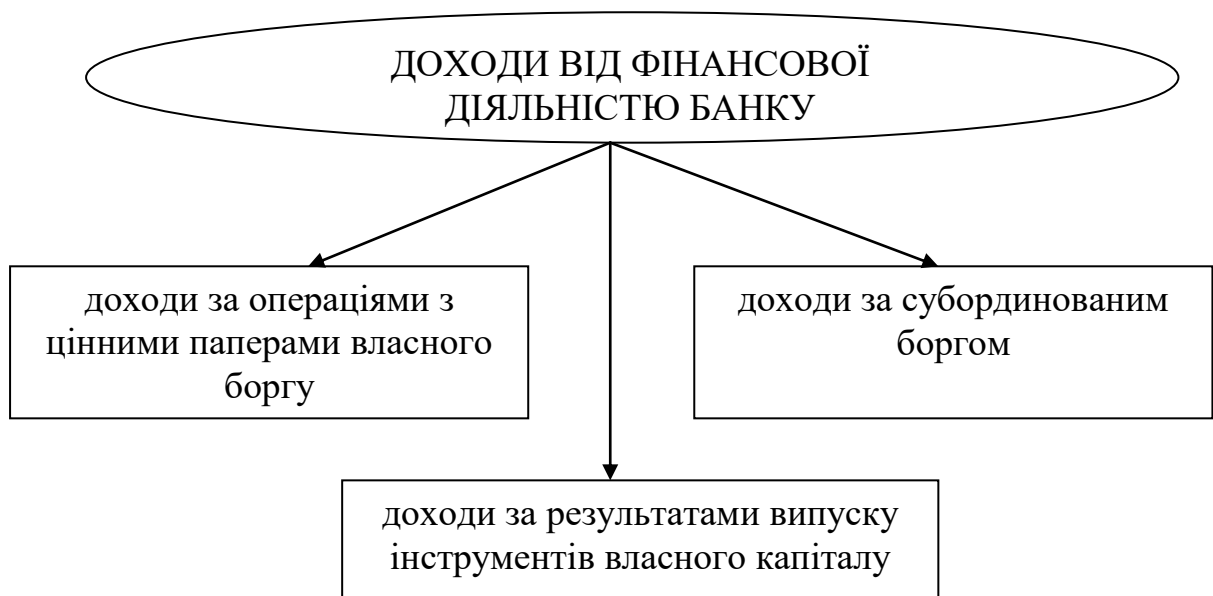 ДОХОДИ ВІД ФІНАНСОВОЇ
ДІЯЛЬНІСТЮ БАНКУ
доходи за операціями з
цінними паперами власного
боргу
доходи за субординованим
боргом
доходи за результатами випуску
інструментів власного капіталу